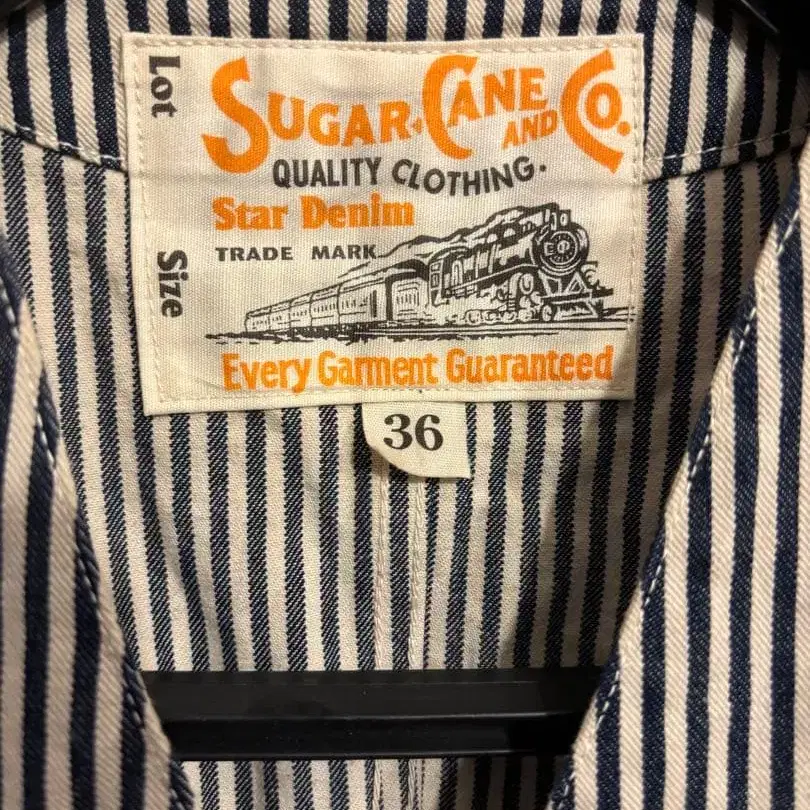 Lot
SUGAR CANE AND CO.
QUALITY CLOTHING.
Star Denim
TRADE MARK
Size
Every Garment Guaranteed
36